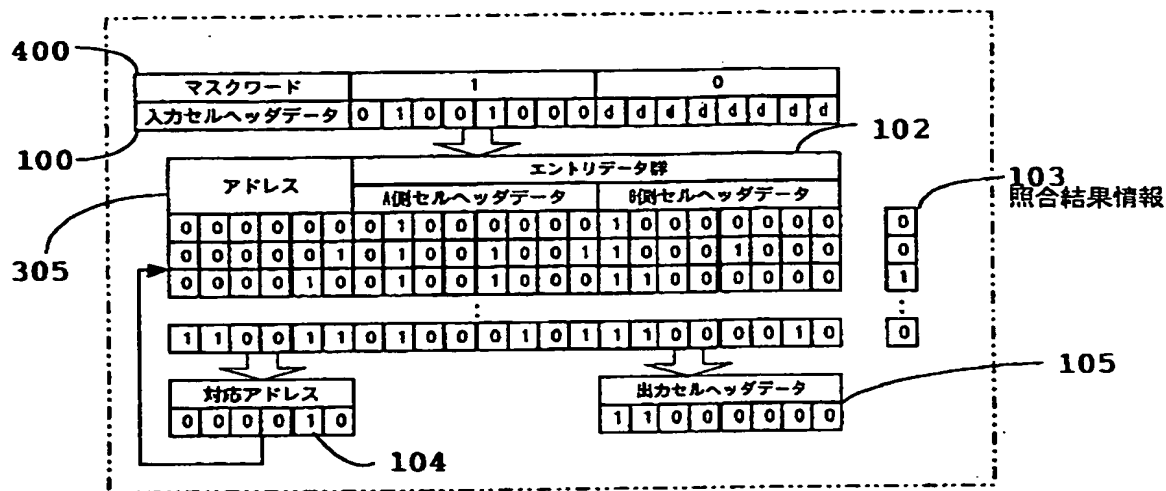 400
マスクワード 1 0
入力セルヘッダデータ 0 1 0 0 1 0 0 0 d d d d d d d d
100
102
エントリデータ群
アドレス
A側セルヘッダデータ B側セルヘッダデータ
103
照合結果情報
0 0 0 0 0 0 0 1 0 0 0 0 0 0 1 0 0 0 0 0 0 0 0
0 0 0 0 0 1 0 1 0 0 1 0 0 1 1 0 0 0 1 0 0 0 0
305
0 0 0 0 1 0 0 1 0 0 1 0 0 0 1 1 0 0 0 0 0 0 1
1 1 0 0 1 1 0 1 0 0 0 1 0 1 1 1 0 0 0 0 1 0 0
対応アドレス
0 0 0 0 1 0
104
出力セルヘッダデータ
1 1 0 0 0 0 0 0
105